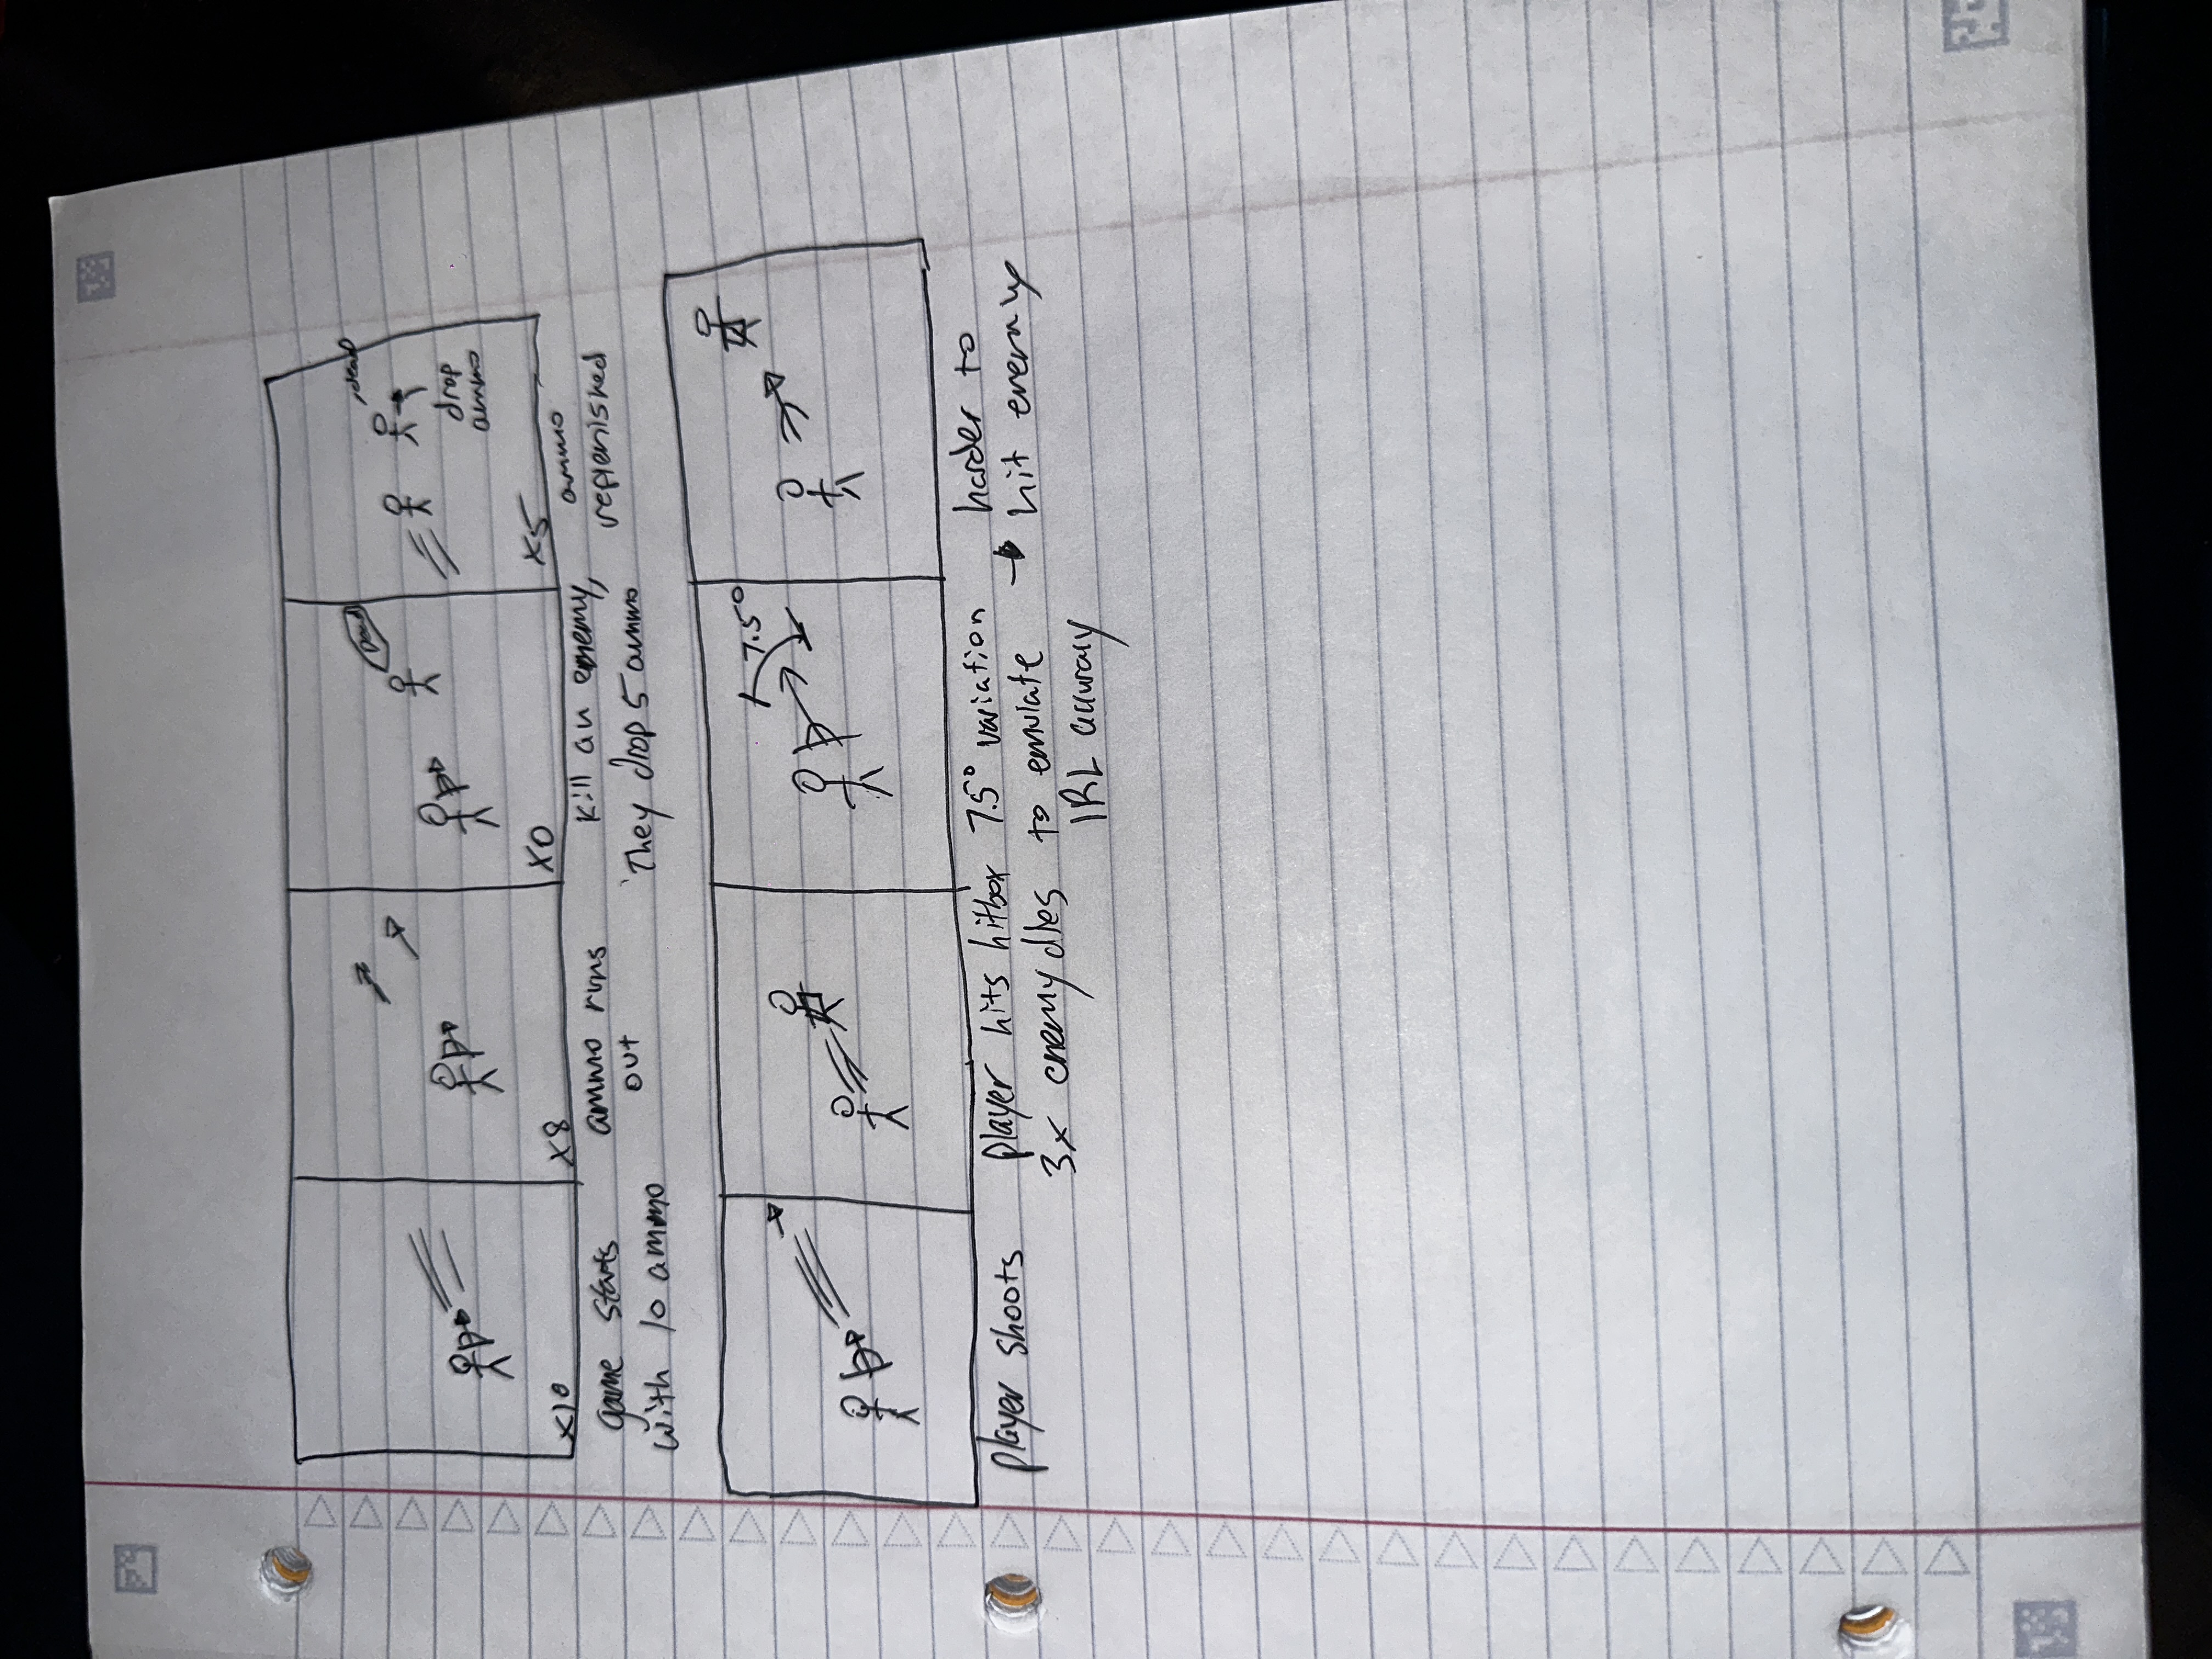 Dead
dead
drop
ammo
x10
x8
x0
x5
game starts
with 10 ammo
ammo runs
out
kill an enemy,
They drop 5 ammo
ammo
replenished
7.5°
player shoots
player hits hitbox
3x enemy dies
7.5° variation
to emulate
IRL accuracy
harder to
hit enemy